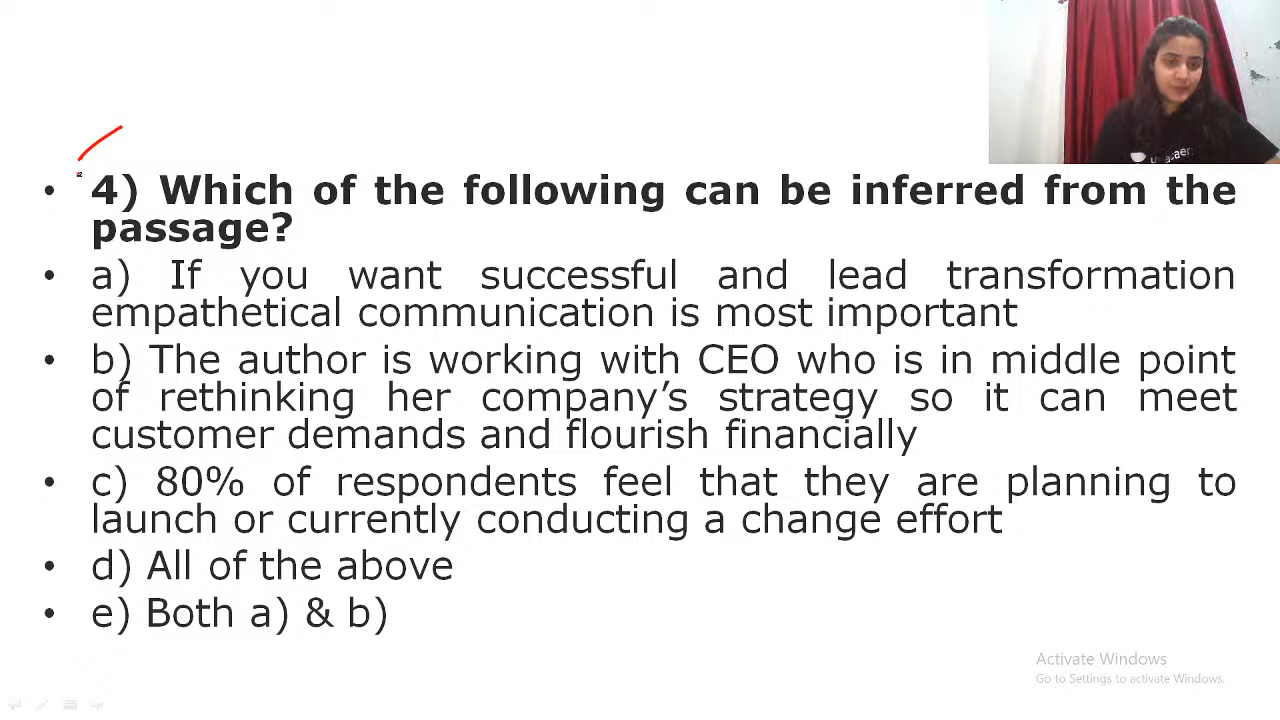 • 4) Which of the following can be inferred from the
passage?
• a) If you want successful and lead transformation
empathetical communication is most important
• b) The author is working with CEO who is in middle point
of rethinking her company's strategy so it can meet
customer demands and flourish financially
• c) 80% of respondents feel that they are planning to
launch or currently conducting a change effort
• d) All of the above
• e) Both a) & b)
Activate Windows
Go to Settings to activate Windows.